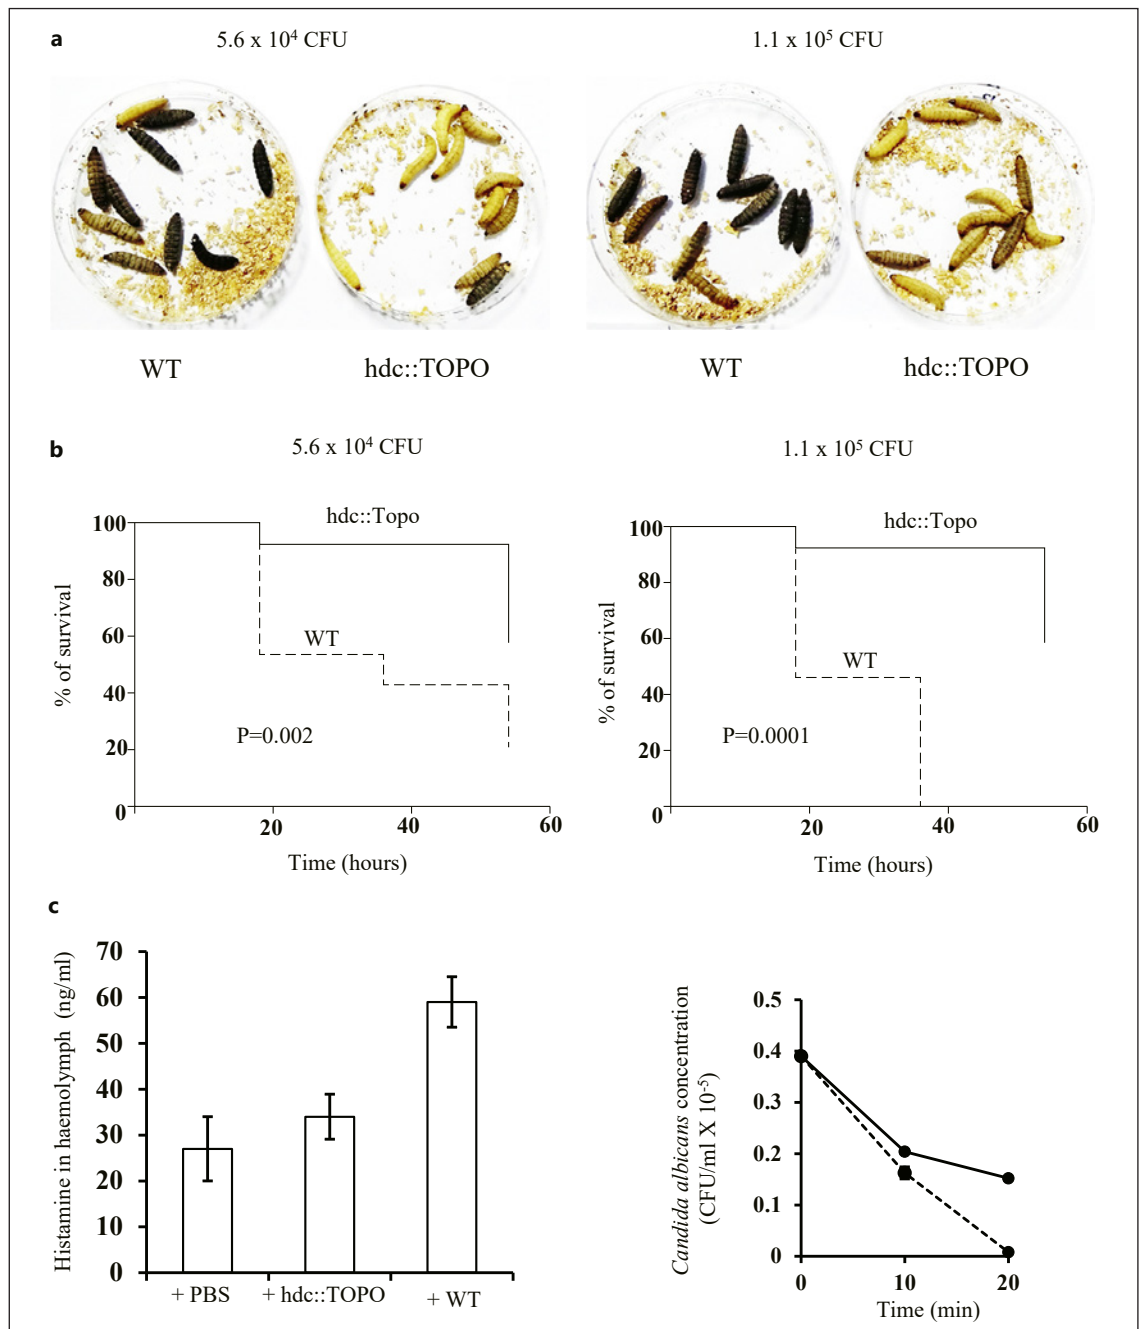 a
5.6 x 10⁴ CFU
1.1 x 10⁵ CFU
WT
hdc::TOPO
WT
hdc::TOPO
b
5.6 x 10⁴ CFU
1.1 x 10⁵ CFU
% of survival
100
80
60
40
20
0
hdc::Topo
WT
P=0.002
20
40
60
Time (hours)
% of survival
100
80
60
40
20
0
hdc::Topo
WT
P=0.0001
20
40
60
Time (hours)
c
Histamine in haemolymph (ng/ml)
70
60
50
40
30
20
10
0
+ PBS
+ hdc::TOPO
+ WT
Candida albicans concentration
(CFU/ml X 10⁻⁵)
0.5
0.4
0.3
0.2
0.1
0
0
10
20
Time (min)